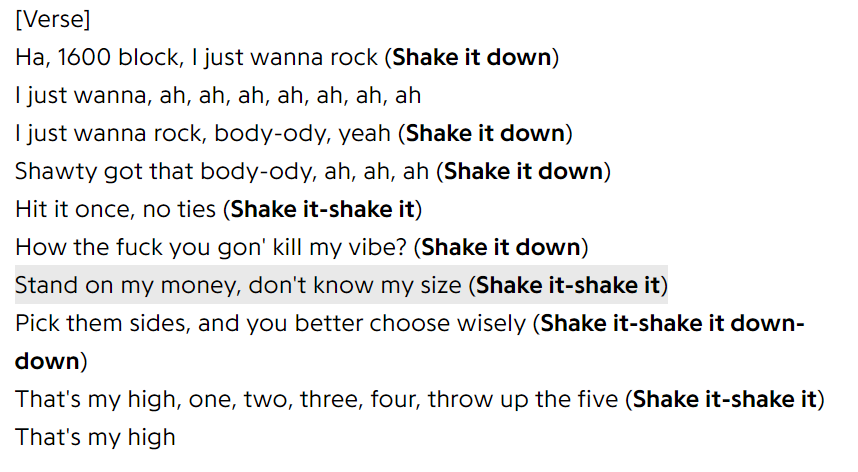 [Verse]
Ha, 1600 block, I just wanna rock (Shake it down)
I just wanna, ah, ah, ah, ah, ah, ah, ah
I just wanna rock, body-ody, yeah (Shake it down)
Shawty got that body-ody, ah, ah, ah (Shake it down)
Hit it once, no ties (Shake it-shake it)
How the fuck you gon' kill my vibe? (Shake it down)
Stand on my money, don't know my size (Shake it-shake it)
Pick them sides, and you better choose wisely (Shake it-shake it down-
down)
That's my high, one, two, three, four, throw up the five (Shake it-shake it)
That's my high